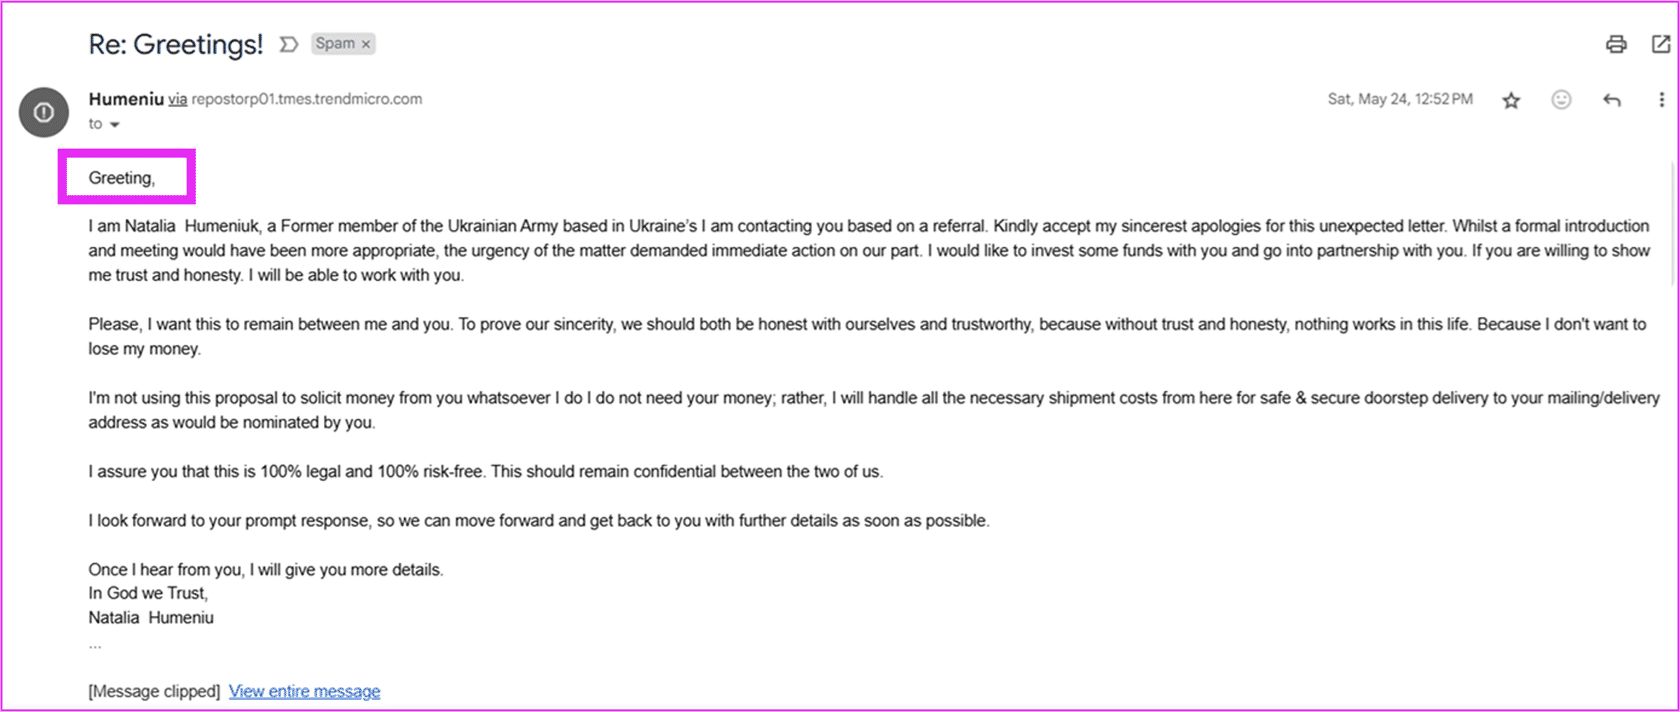 Re: Greetings! Spam ×
Humeniu via repostorp01.tmes.trendmicro.com Sat, May 24, 12:52 PM
to
Greeting,
I am Natalia  Humeniuk, a Former member of the Ukrainian Army based in Ukraine's I am contacting you based on a referral. Kindly accept my sincerest apologies for this unexpected letter. Whilst a formal introduction
and meeting would have been more appropriate, the urgency of the matter demanded immediate action on our part. I would like to invest some funds with you and go into partnership with you. If you are willing to show
me trust and honesty. I will be able to work with you.
Please, I want this to remain between me and you. To prove our sincerity, we should both be honest with ourselves and trustworthy, because without trust and honesty, nothing works in this life. Because I don't want to
lose my money.
I'm not using this proposal to solicit money from you whatsoever I do I do not need your money; rather, I will handle all the necessary shipment costs from here for safe & secure doorstep delivery to your mailing/delivery
address as would be nominated by you.
I assure you that this is 100% legal and 100% risk-free. This should remain confidential between the two of us.
I look forward to your prompt response, so we can move forward and get back to you with further details as soon as possible.
Once I hear from you, I will give you more details.
In God we Trust,
Natalia  Humeniu
...
[Message clipped]  View entire message